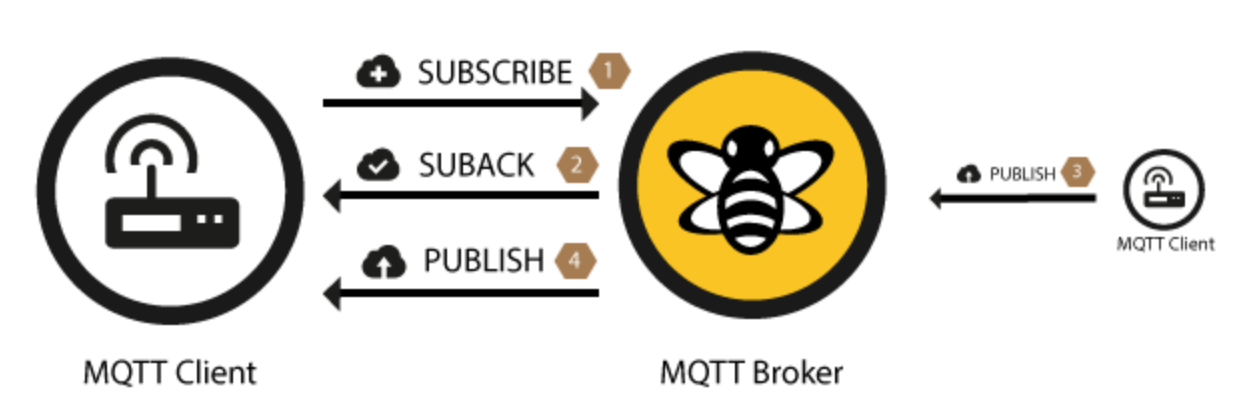 SUBSCRIBE 1
SUBACK 2
PUBLISH 3
PUBLISH 4
MQTT Client
MQTT Client
MQTT Broker